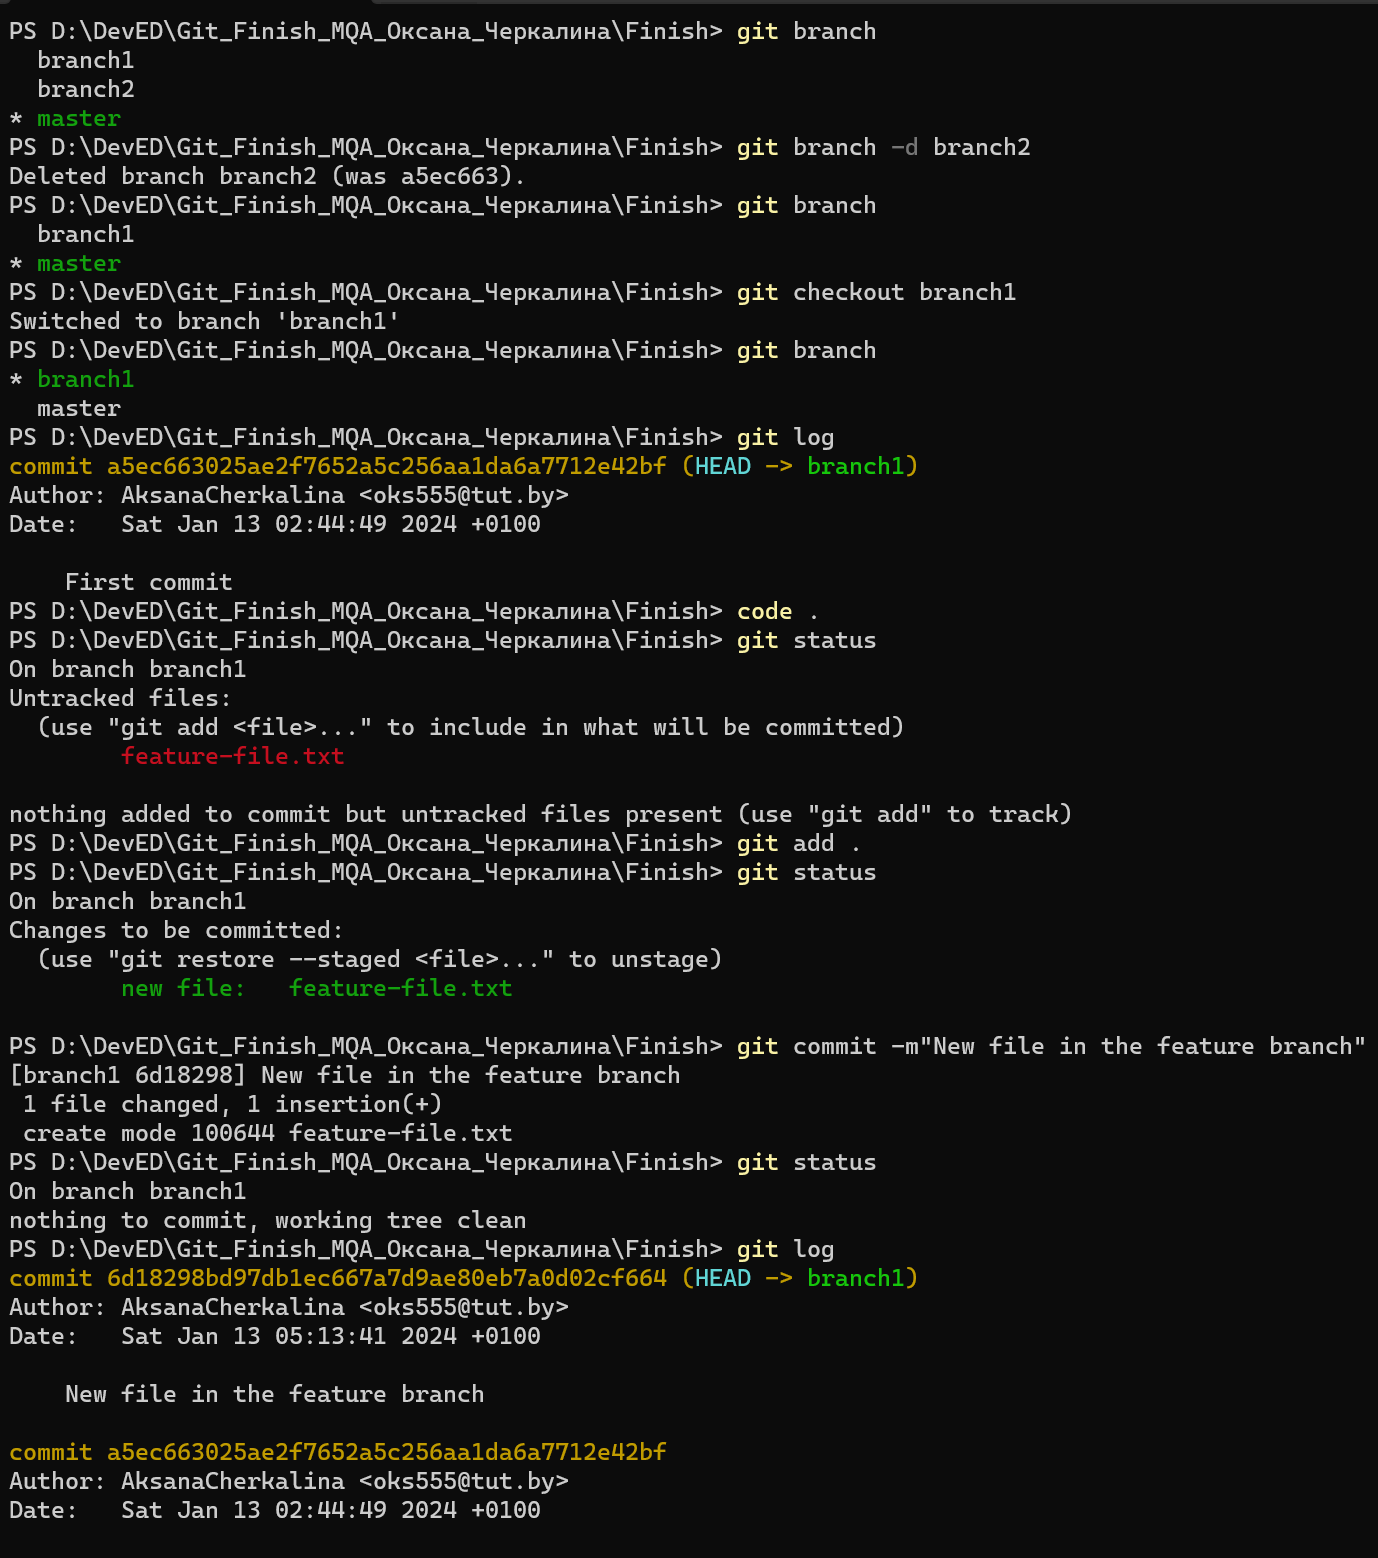 PS D:\DevED\Git_Finish_MQA_Оксана_Черкалина\Finish> git branch
  branch1
  branch2
* master
PS D:\DevED\Git_Finish_MQA_Оксана_Черкалина\Finish> git branch -d branch2
Deleted branch branch2 (was a5ec663).
PS D:\DevED\Git_Finish_MQA_Оксана_Черкалина\Finish> git branch
  branch1
* master
PS D:\DevED\Git_Finish_MQA_Оксана_Черкалина\Finish> git checkout branch1
Switched to branch 'branch1'
PS D:\DevED\Git_Finish_MQA_Оксана_Черкалина\Finish> git branch
* branch1
  master
PS D:\DevED\Git_Finish_MQA_Оксана_Черкалина\Finish> git log
commit a5ec663025ae2f7652a5c256aa1da6a7712e42bf (HEAD -> branch1)
Author: AksanaCherkalina <oks555@tut.by>
Date:   Sat Jan 13 02:44:49 2024 +0100

    First commit
PS D:\DevED\Git_Finish_MQA_Оксана_Черкалина\Finish> code .
PS D:\DevED\Git_Finish_MQA_Оксана_Черкалина\Finish> git status
On branch branch1
Untracked files:
  (use "git add <file>..." to include in what will be committed)
        feature-file.txt

nothing added to commit but untracked files present (use "git add" to track)
PS D:\DevED\Git_Finish_MQA_Оксана_Черкалина\Finish> git add .
PS D:\DevED\Git_Finish_MQA_Оксана_Черкалина\Finish> git status
On branch branch1
Changes to be committed:
  (use "git restore --staged <file>..." to unstage)
        new file:   feature-file.txt

PS D:\DevED\Git_Finish_MQA_Оксана_Черкалина\Finish> git commit -m"New file in the feature branch"
[branch1 6d18298] New file in the feature branch
 1 file changed, 1 insertion(+)
 create mode 100644 feature-file.txt
PS D:\DevED\Git_Finish_MQA_Оксана_Черкалина\Finish> git status
On branch branch1
nothing to commit, working tree clean
PS D:\DevED\Git_Finish_MQA_Оксана_Черкалина\Finish> git log
commit 6d18298bd97db1ec667a7d9ae80eb7a0d02cf664 (HEAD -> branch1)
Author: AksanaCherkalina <oks555@tut.by>
Date:   Sat Jan 13 05:13:41 2024 +0100

    New file in the feature branch

commit a5ec663025ae2f7652a5c256aa1da6a7712e42bf
Author: AksanaCherkalina <oks555@tut.by>
Date:   Sat Jan 13 02:44:49 2024 +0100